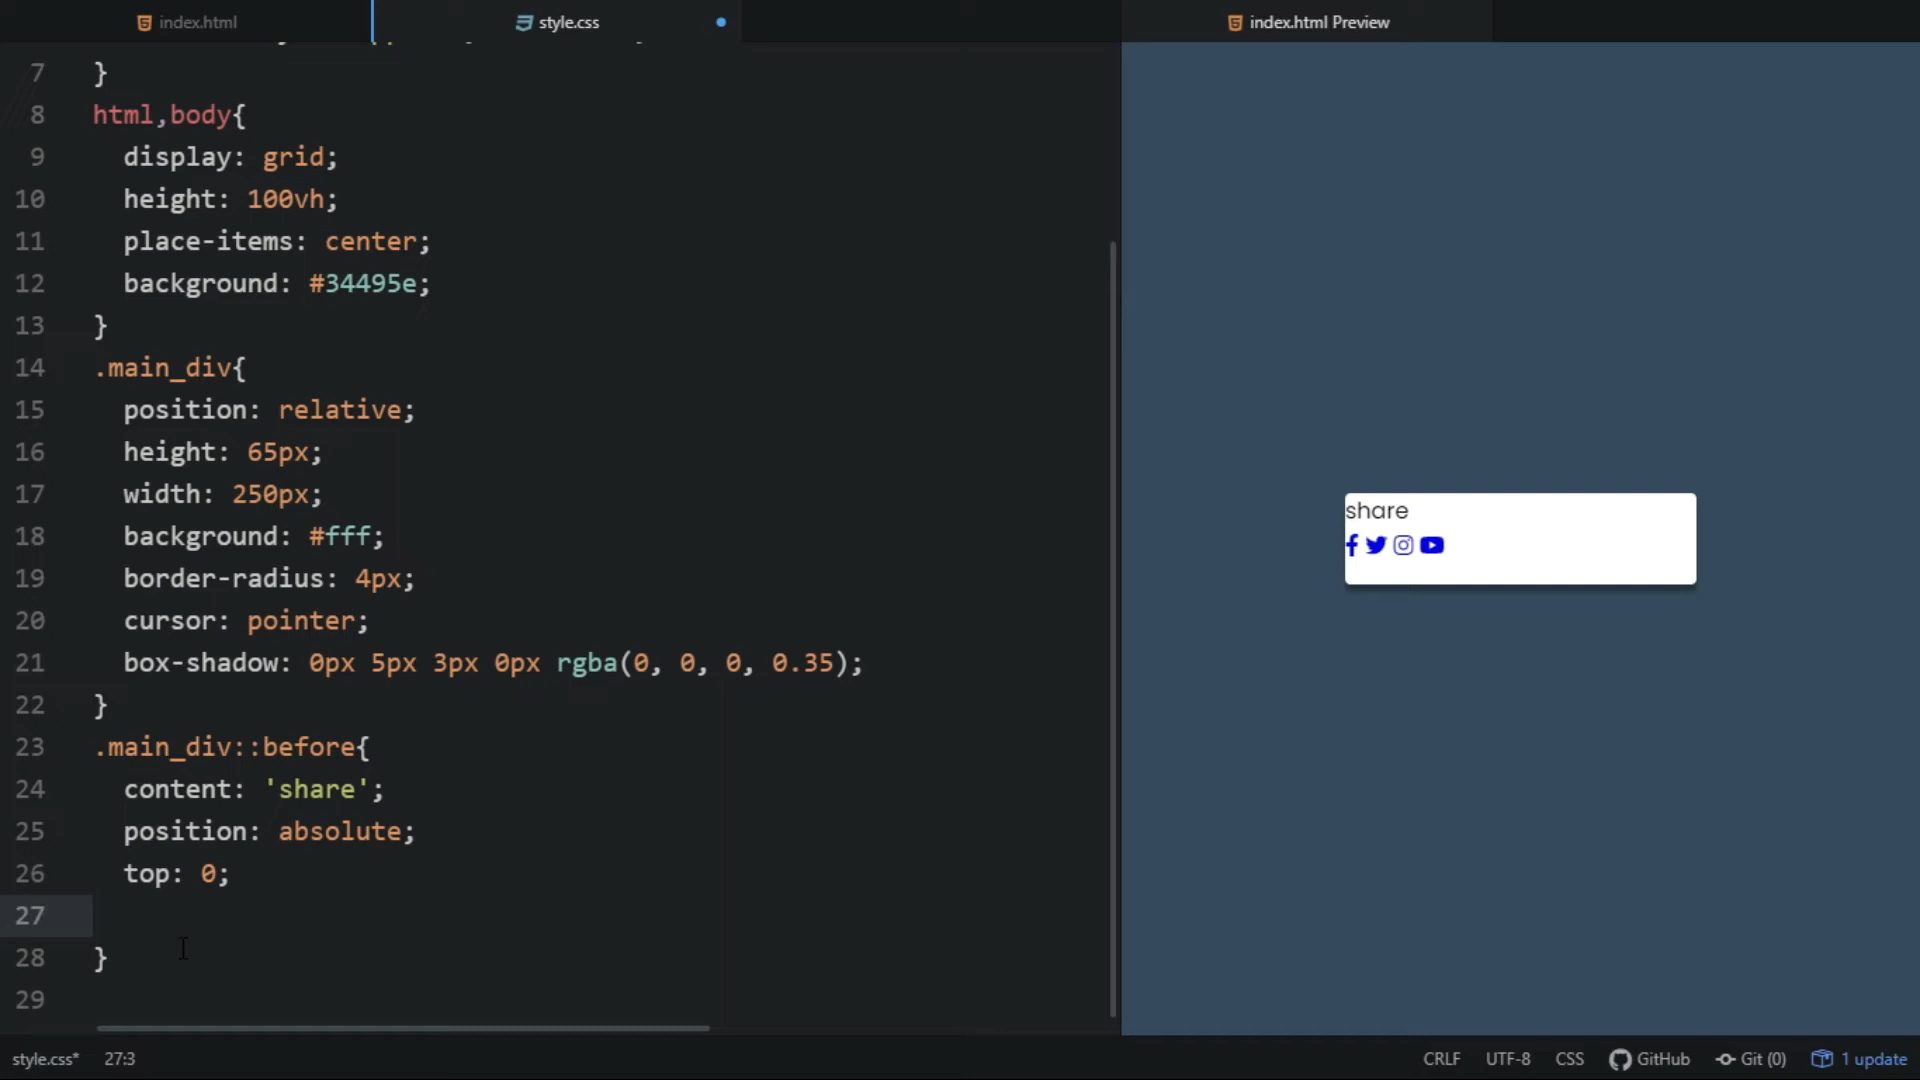 index.html
style.css
index.html Preview
7 }
8 html,body{
9 display: grid;
10 height: 100vh;
11 place-items: center;
12 background: #34495e;
13 }
14 .main_div{
15 position: relative;
16 height: 65px;
17 width: 250px;
18 background: #fff;
19 border-radius: 4px;
20 cursor: pointer;
21 box-shadow: 0px 5px 3px 0px rgba(0, 0, 0, 0.35);
22 }
23 .main_div::before{
24 content: 'share';
25 position: absolute;
26 top: 0;
27
28 }
29
share
style.css* 27:3
CRLF UTF-8 CSS GitHub Git (0) 1 update